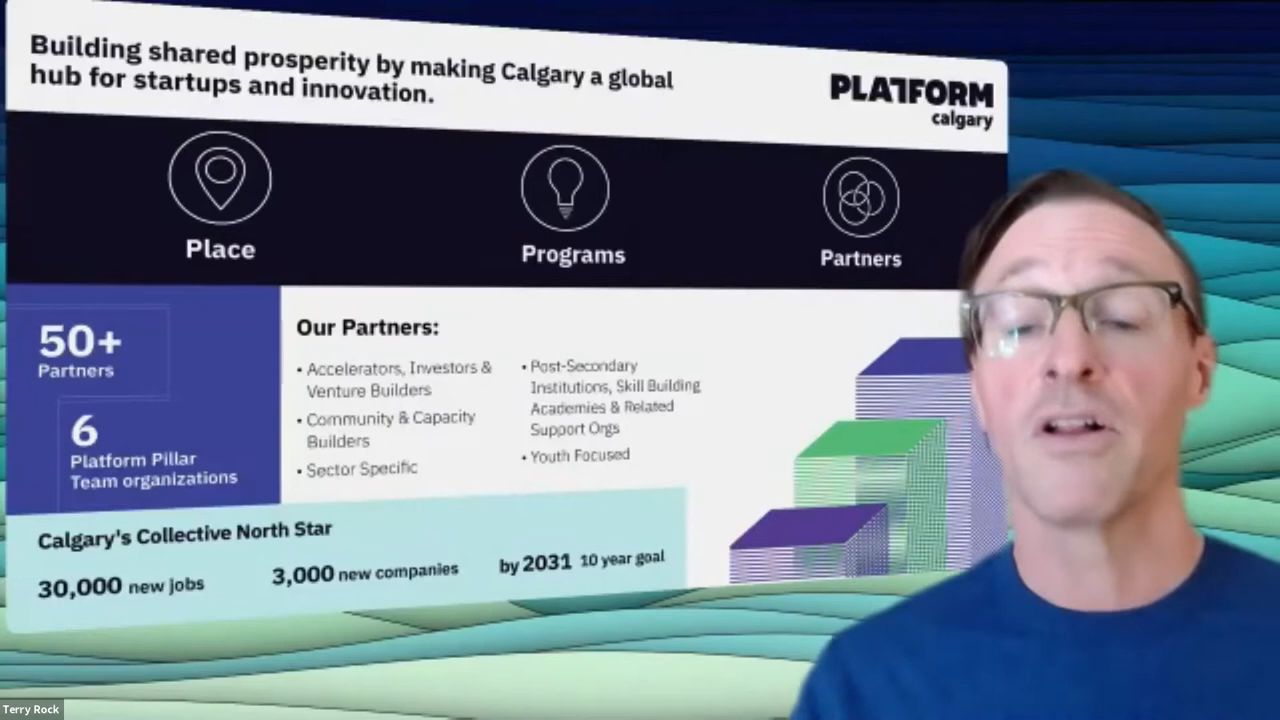 Building shared prosperity by making Calgary a global
hub for startups and innovation.
PLATFORM
calgary
Place
Programs
Partners
50+
Partners
6
Platform Pillar
Team organizations
Our Partners:
• Accelerators, Investors &
Venture Builders
• Community & Capacity
Builders
• Sector Specific
• Post-Secondary
Institutions, Skill Building
Academies & Related
Support Orgs
• Youth Focused
Calgary's Collective North Star
30,000 new jobs
3,000 new companies
by 2031 10 year goal
Terry Rock